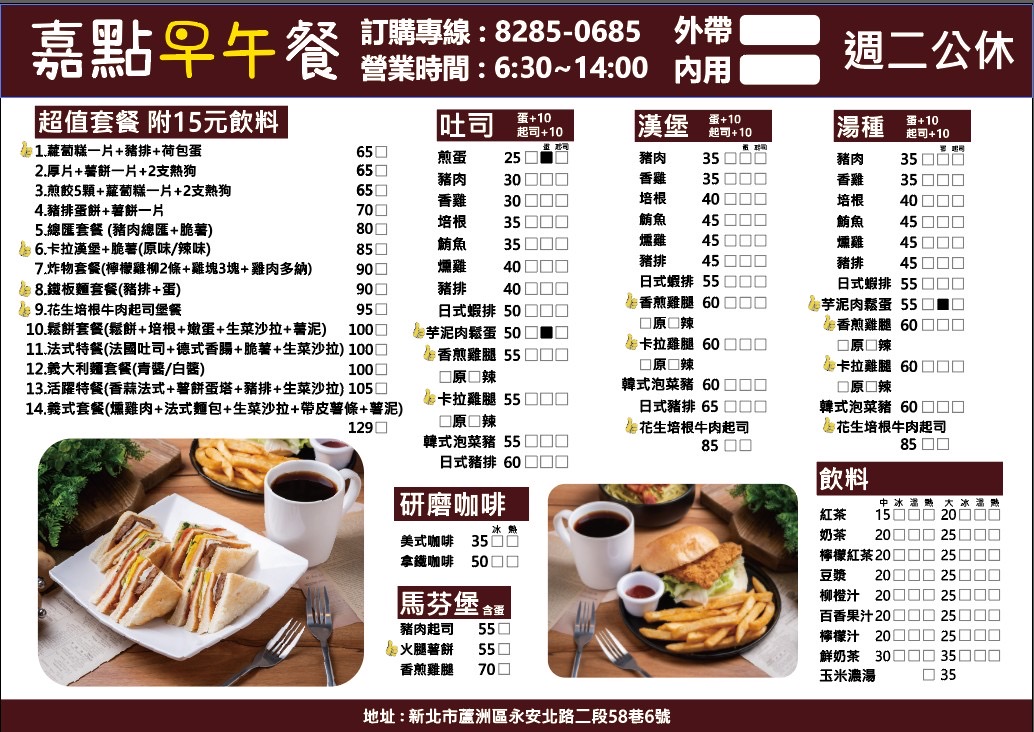 嘉點早午餐
訂購專線：8285-0685
營業時間：6:30~14:00
外帶
內用
週二公休
超值套餐 附15元飲料
1.蘿蔔糕一片+豬排+荷包蛋 65□
2.厚片+薯餅一片+2支熱狗 65□
3.煎餃5顆+蘿蔔糕一片+2支熱狗 65□
4.豬排蛋餅+薯餅一片 70□
5.總匯套餐 (豬肉總匯+脆薯) 80□
6.卡拉漢堡+脆薯(原味/辣味) 85□
7.炸物套餐(檸檬雞柳2條+雞塊3塊+雞肉多納) 90□
8.鐵板麵套餐(豬排+蛋) 90□
9.花生培根牛肉起司堡餐 95□
10.鬆餅套餐(鬆餅+培根+嫩蛋+生菜沙拉+薯泥) 100□
11.法式特餐(法國吐司+德式香腸+脆薯+生菜沙拉) 100□
12.義大利麵套餐(青醬/白醬) 100□
13.活躍特餐(香蒜法式+薯餅蛋塔+豬排+生菜沙拉) 105□
14.義式套餐(燻雞肉+法式麵包+生菜沙拉+帶皮薯條+薯泥)
129□
吐司 蛋+10
起司+10
蛋 起司
煎蛋 25□■□
豬肉 30□□□
香雞 30□□□
培根 35□□□
鮪魚 35□□□
燻雞 40□□□
豬排 40□□□
日式蝦排 50□□□
芋泥肉鬆蛋 50□■□
香煎雞腿 55□□□
□原□辣
卡拉雞腿 55□□□
□原□辣
韓式泡菜豬 55□□□
日式豬排 60□□□
漢堡 蛋+10
起司+10
蛋 起司
豬肉 35□□□
香雞 35□□□
培根 40□□□
鮪魚 45□□□
燻雞 45□□□
豬排 45□□□
日式蝦排 55□□□
香煎雞腿 60□□□
□原□辣
卡拉雞腿 60□□□
□原□辣
韓式泡菜豬 60□□□
日式豬排 65□□□
花生培根牛肉起司
85□□
湯種 蛋+10
起司+10
蛋 起司
豬肉 35□□□
香雞 35□□□
培根 40□□□
鮪魚 45□□□
燻雞 45□□□
豬排 45□□□
日式蝦排 55□□□
芋泥肉鬆蛋 55□■□
香煎雞腿 60□□□
□原□辣
卡拉雞腿 60□□□
□原□辣
韓式泡菜豬 60□□□
花生培根牛肉起司
85□□
研磨咖啡
冰 熱
美式咖啡 35□□
拿鐵咖啡 50□□
馬芬堡 含蛋
豬肉起司 55□
火腿薯餅 55□
香煎雞腿 70□
飲料
中 冰 溫 熱 大 冰 溫 熱
紅茶 15□□□ 20□□□
奶茶 20□□□ 25□□□
檸檬紅茶 20□□□ 25□□□
豆漿 20□□□ 25□□□
柳橙汁 20□□□ 25□□□
百香果汁 20□□□ 25□□□
檸檬汁 20□□□ 25□□□
鮮奶茶 30□□□ 35□□□
玉米濃湯 □ 35
地址：新北市蘆洲區永安北路二段58巷6號